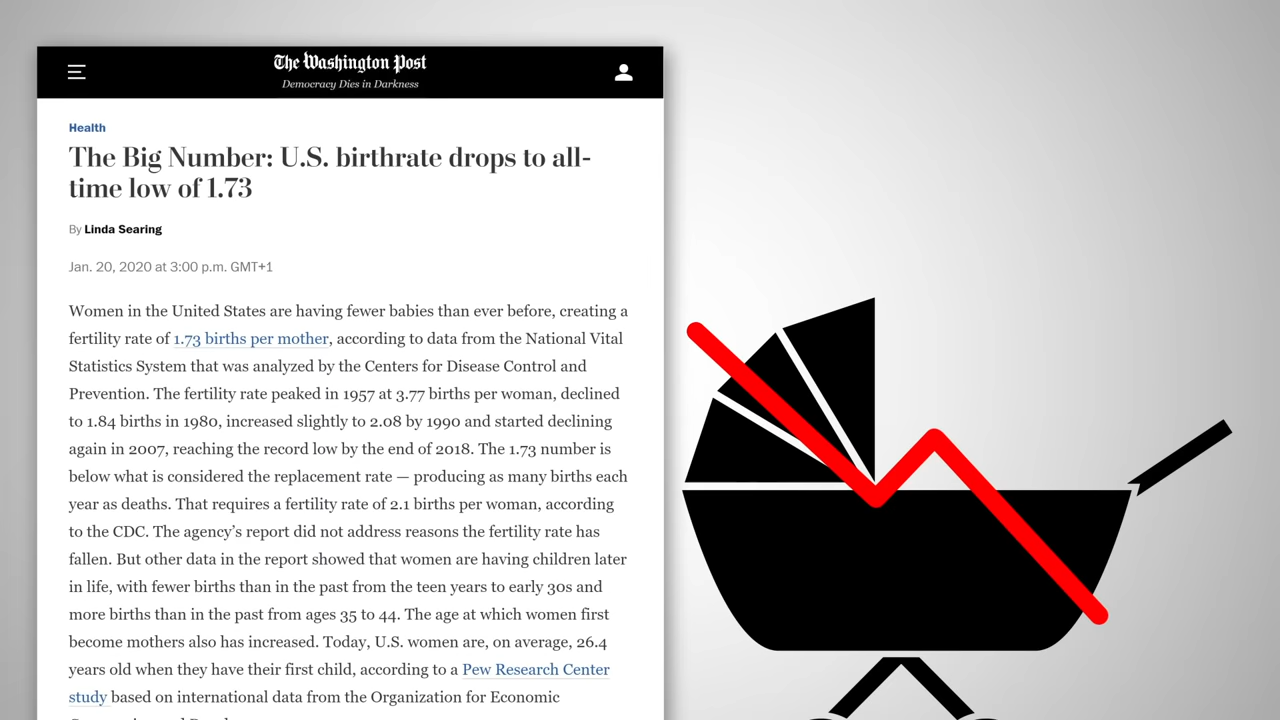 The Washington Post
Democracy Dies in Darkness
Health
The Big Number: U.S. birthrate drops to all-
time low of 1.73
By Linda Searing
Jan. 20, 2020 at 3:00 p.m. GMT+1
Women in the United States are having fewer babies than ever before, creating a
fertility rate of 1.73 births per mother, according to data from the National Vital
Statistics System that was analyzed by the Centers for Disease Control and
Prevention. The fertility rate peaked in 1957 at 3.77 births per woman, declined
to 1.84 births in 1980, increased slightly to 2.08 by 1990 and started declining
again in 2007, reaching the record low by the end of 2018. The 1.73 number is
below what is considered the replacement rate — producing as many births each
year as deaths. That requires a fertility rate of 2.1 births per woman, according
to the CDC. The agency’s report did not address reasons the fertility rate has
fallen. But other data in the report showed that women are having children later
in life, with fewer births than in the past from the teen years to early 30s and
more births than in the past from ages 35 to 44. The age at which women first
become mothers also has increased. Today, U.S. women are, on average, 26.4
years old when they have their first child, according to a Pew Research Center
study based on international data from the Organization for Economic